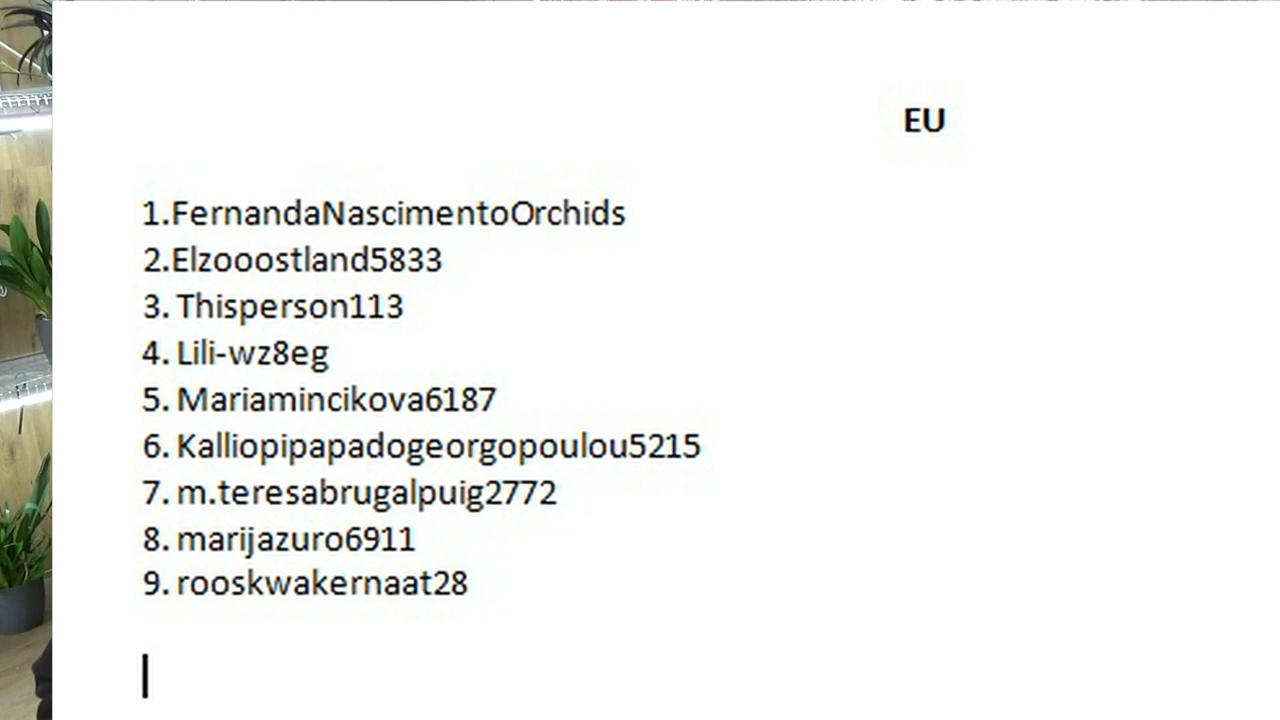 EU
1.FernandaNascimentoOrchids
2.Elzooostland5833
3. Thisperson113
4. Lili-wz8eg
5. Mariamincikova6187
6. Kalliopipapadogeorgopoulou5215
7. m.teresabrugalpuig2772
8. marijazuro6911
9. rooskwakernaat28